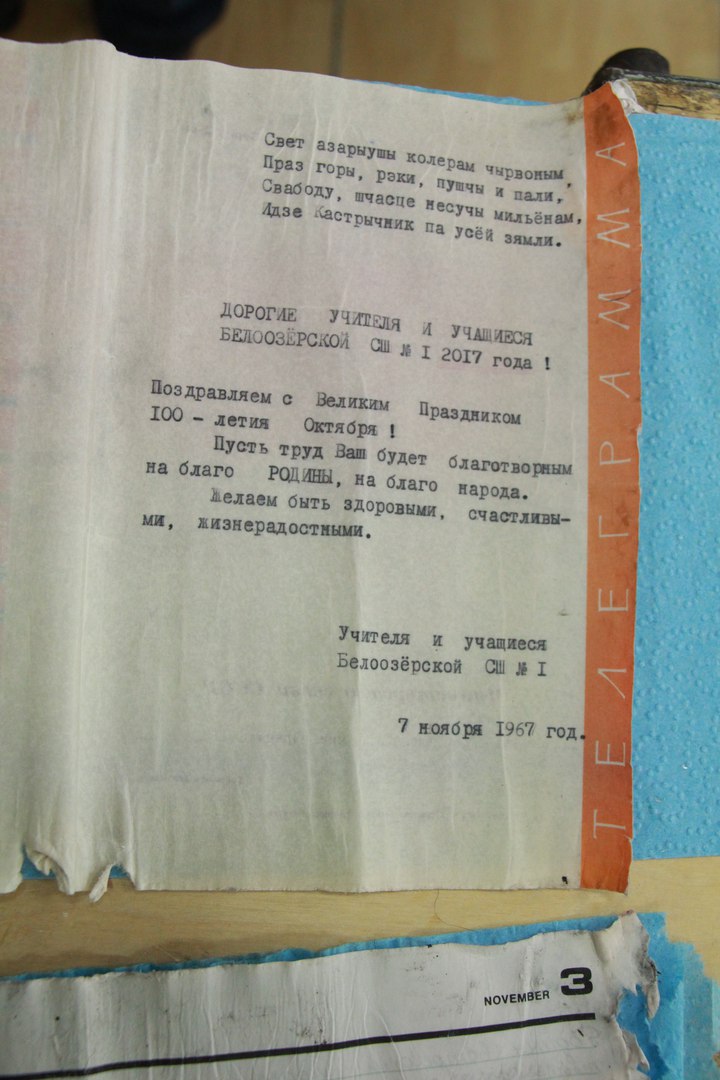 Свет азарыушы колерам чырвоным,
Праз горы, рэки, пушчы и пали,
Свабоду, шчасце несучы мильёнам,
Идзе Кастрычник па усёй зямли.
ДОРОГИЕ УЧИТЕЛЯ И УЧАЩИЕСЯ
БЕЛООЗЁРСКОЙ СШ № I 2017 года !
Поздравляем с Великим Праздником
I00 - летия Октября !
Пусть труд Ваш будет благотворным
на благо РОДИНЫ, на благо народа.
Желаем быть здоровыми, счастливы-
ми, жизнерадостными.
Учителя и учащиеся
Белоозёрской СШ № I
7 ноября I967 год.
ТЕЛЕГРАММА
NOVEMBER 3